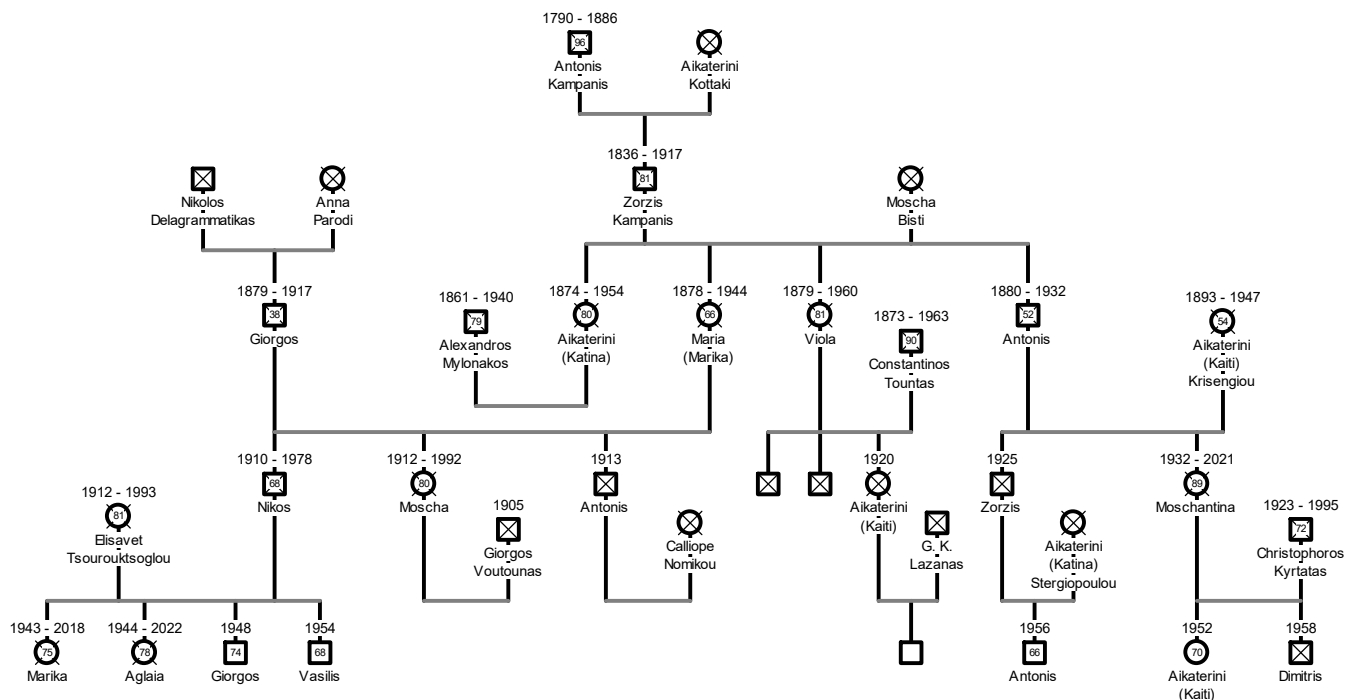 1790 - 1886
96
Antonis
Kampanis
Aikaterini
Kottaki
1836 - 1917
81
Zorzis
Kampanis
Nikolos
Delagrammatikas
Anna
Parodi
Moscha
Bisti
1879 - 1917
38
Giorgos
1861 - 1940
79
Alexandros
Mylonakos
1874 - 1954
80
Aikaterini
(Katina)
1878 - 1944
66
Maria
(Marika)
1879 - 1960
81
Viola
1873 - 1963
90
Constantinos
Tountas
1880 - 1932
52
Antonis
1893 - 1947
54
Aikaterini
(Kaiti)
Krisengiou
1912 - 1993
81
Elisavet
Tsourouktsoglou
1910 - 1978
68
Nikos
1912 - 1992
80
Moscha
1905
Giorgos
Voutounas
1913
Antonis
Calliope
Nomikou
1920
Aikaterini
(Kaiti)
G. K.
Lazanas
1925
Zorzis
Aikaterini
(Katina)
Stergiopoulou
1932 - 2021
89
Moschantina
1923 - 1995
72
Christophoros
Kyrtatas
1943 - 2018
75
Marika
1944 - 2022
78
Aglaia
1948
74
Giorgos
1954
68
Vasilis
1956
66
Antonis
1952
70
Aikaterini
(Kaiti)
1958
Dimitris